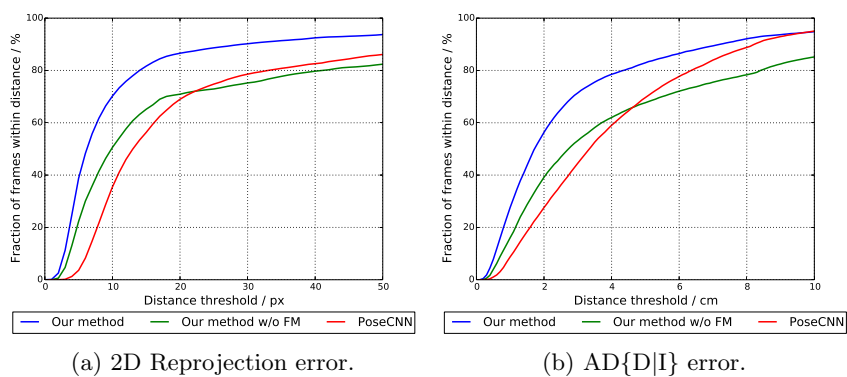 Fraction of frames within distance / %
100
80
60
40
20
0
0 10 20 30 40 50
Distance threshold / px
Our method Our method w/o FM PoseCNN
(a) 2D Reprojection error.
Fraction of frames within distance / %
100
80
60
40
20
0
0 2 4 6 8 10
Distance threshold / cm
Our method Our method w/o FM PoseCNN
(b) AD{D|I} error.